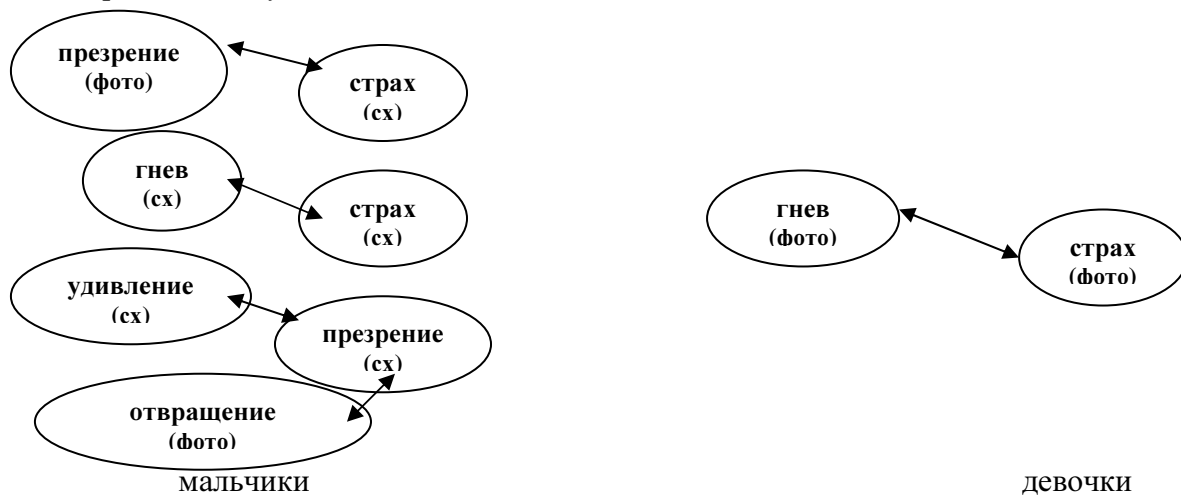 презрение
(фото)
страх
(сх)
гнев
(сх)
страх
(сх)
гнев
(фото)
страх
(фото)
удивление
(сх)
презрение
(сх)
отвращение
(фото)
мальчики
девочки